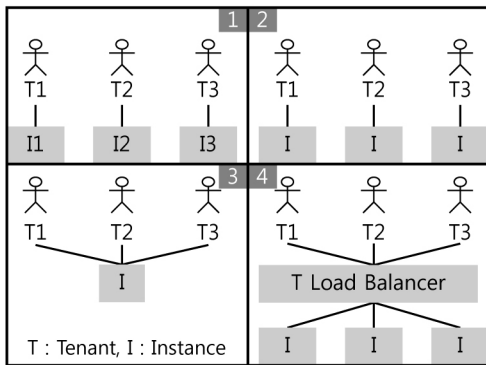 1 2
T1 T2 T3 T1 T2 T3
I1 I2 I3 I I I
3 4
T1 T2 T3 T1 T2 T3
I T Load Balancer
T : Tenant, I : Instance I I I